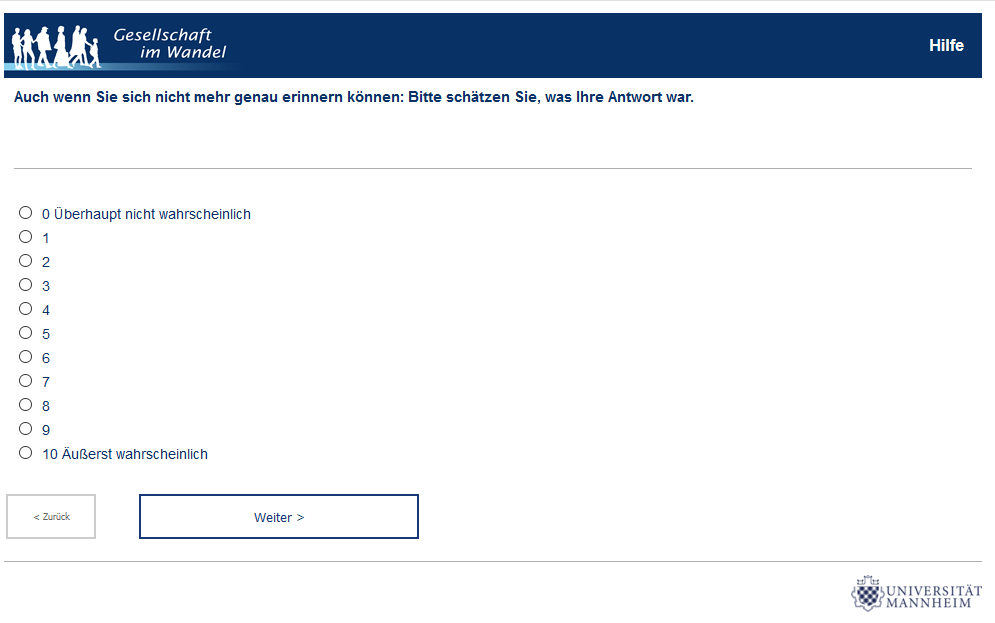 Gesellschaft
im Wandel
Hilfe
Auch wenn Sie sich nicht mehr genau erinnern können: Bitte schätzen Sie, was Ihre Antwort war.
0 Überhaupt nicht wahrscheinlich
1
2
3
4
5
6
7
8
9
10 Äußerst wahrscheinlich
< Zurück
Weiter >
UNIVERSITÄT
MANNHEIM